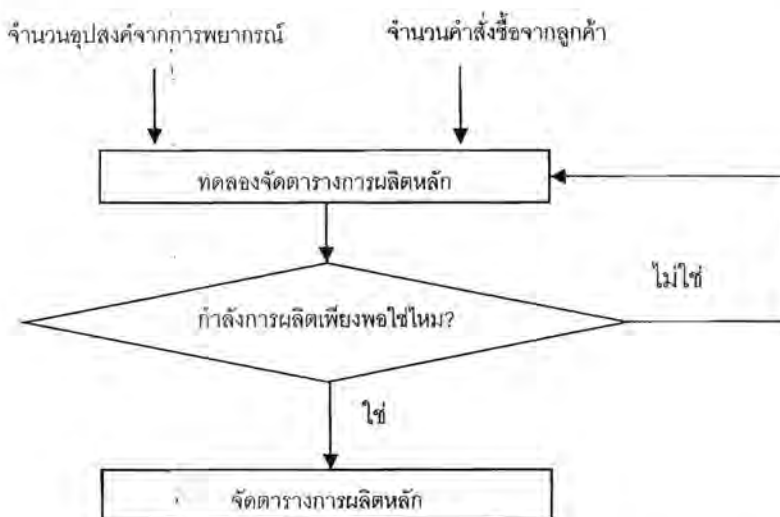 จำนวนอุปสงค์จากการพยากรณ์
จำนวนคำสั่งซื้อจากลูกค้า
ทดลองจัดตารางการผลิตหลัก
ไม่ใช่
กำลังการผลิตเพียงพอใช่ไหม?
ใช่
จัดตารางการผลิตหลัก